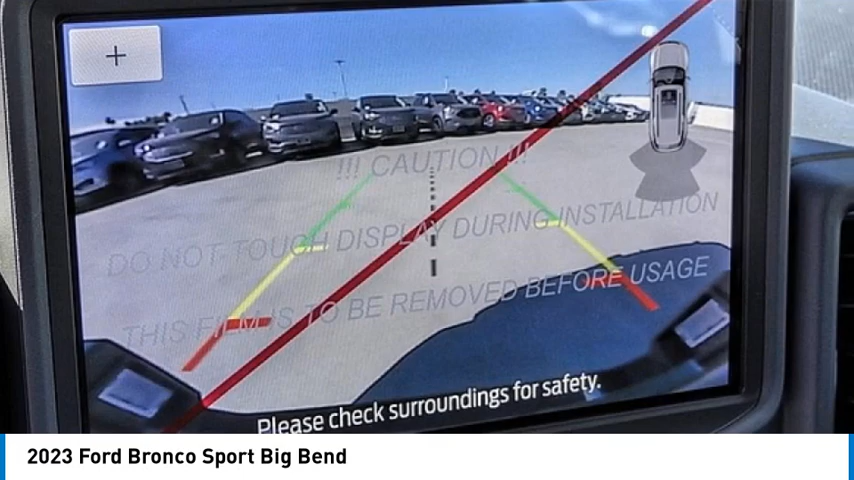 +
!!! CAUTION !!!
DO NOT TOUCH DISPLAY DURING INSTALLATION
THIS FILM IS TO BE REMOVED BEFORE USAGE
Please check surroundings for safety.
2023 Ford Bronco Sport Big Bend